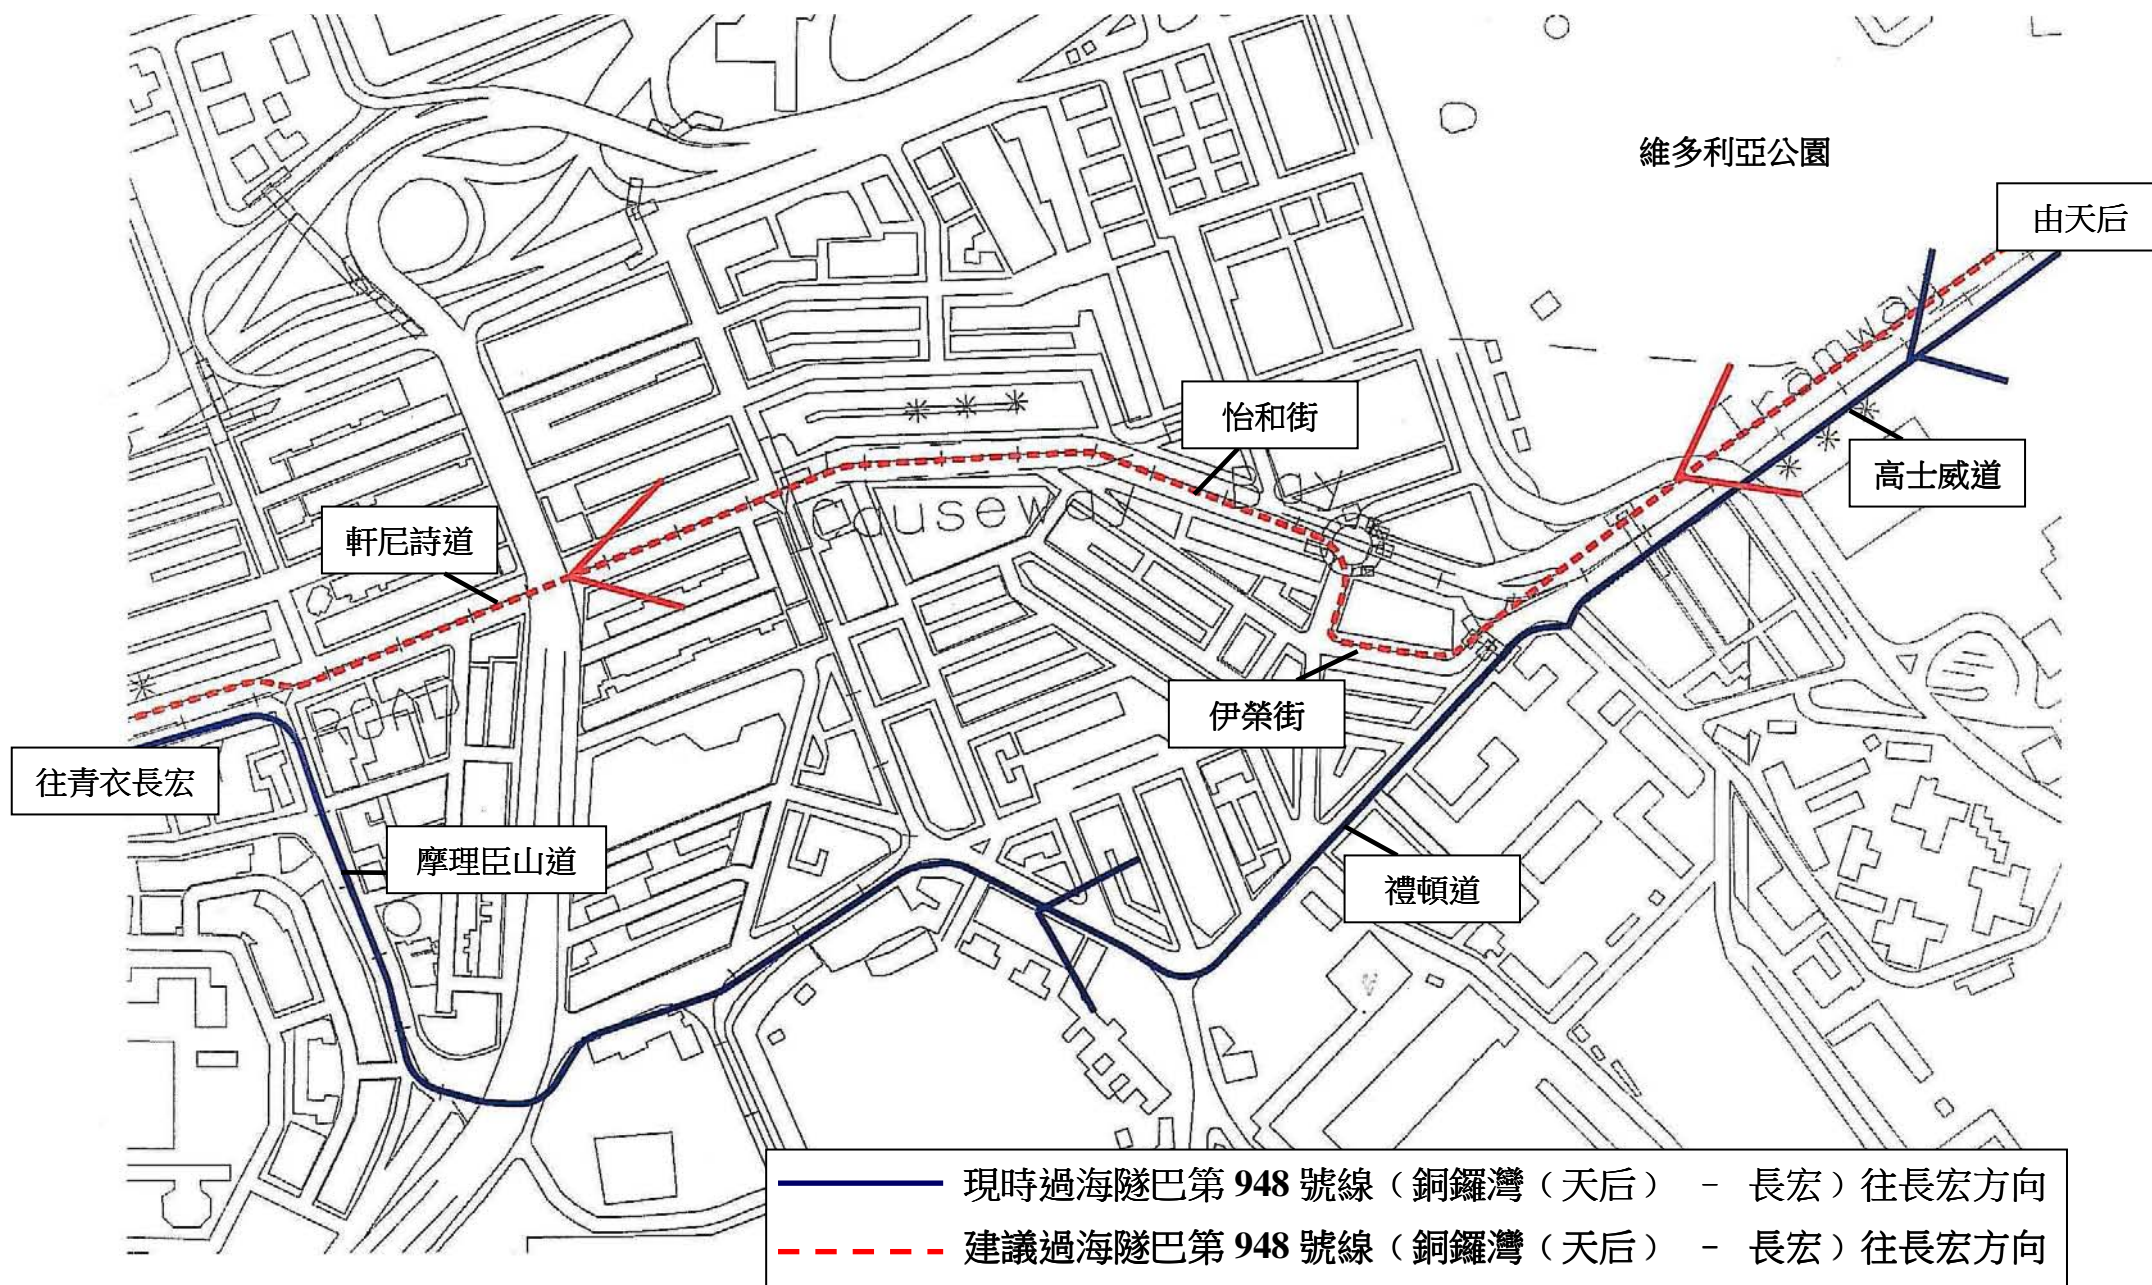 維多利亞公園
由天后
Tramway
怡和街
高士威道
Causeway Bay
軒尼詩道
伊榮街
Road
往青衣長宏
摩理臣山道
禮頓道
現時過海隧巴第 948 號線（銅鑼灣（天后） - 長宏）往長宏方向
建議過海隧巴第 948 號線（銅鑼灣（天后） - 長宏）往長宏方向